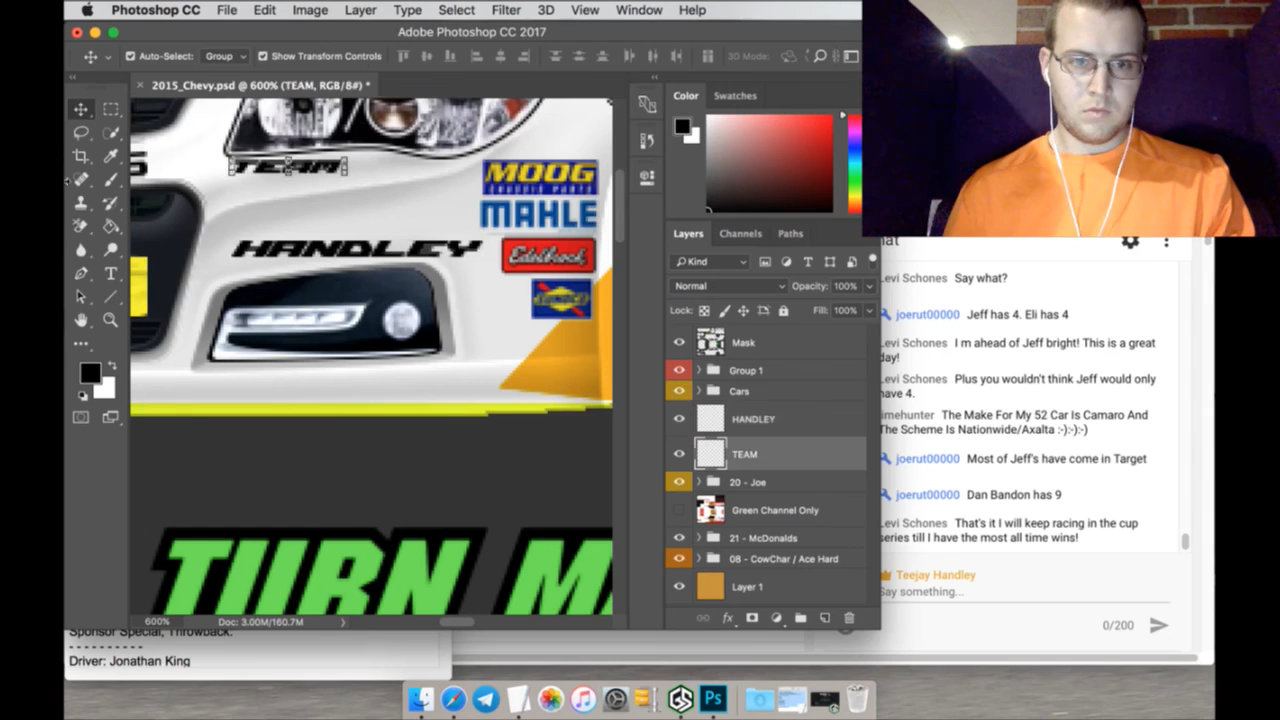 Photoshop CC File Edit Image Layer Type Select Filter 3D View Window Help
Adobe Photoshop CC 2017
Auto-Select: Group Show Transform Controls 3D Mode:
2015_Chevy.psd @ 600% (TEAM, RGB/8#) *
TEAM
MOOG
CHASSIS PARTS
MAHLE
HANDLEY
Edelbrock
SUNOCO
TURN MA
600% Doc: 3.00M/160.7M
Color Swatches
Layers Channels Paths
Kind
Normal Opacity: 100%
Lock: Fill: 100%
Mask
Group 1
Cars
HANDLEY
TEAM
20 - Joe
Green Channel Only
21 - McDonalds
08 - CowChar / Ace Hard
Layer 1
hat
Levi Schones Say what?
joerut00000 Jeff has 4. Eli has 4
Levi Schones I m ahead of Jeff bright! This is a great
day!
Levi Schones Plus you wouldn't think Jeff would only
have 4.
imehunter The Make For My 52 Car Is Camaro And
The Scheme Is Nationwide/Axalta :-):-):-)
joerut00000 Most of Jeff's have come in Target
joerut00000 Dan Bandon has 9
Levi Schones That's it I will keep racing in the cup
series till I have the most all time wins!
Teejay Handley
Say something...
0/200
Sponsor Special, Throwback.
----------
Driver: Jonathan King
Ps